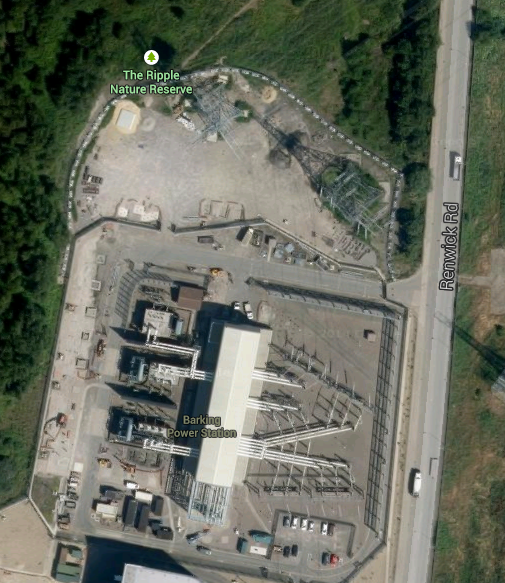 The Ripple
Nature Reserve
Renwick Rd
Barking
Power Station